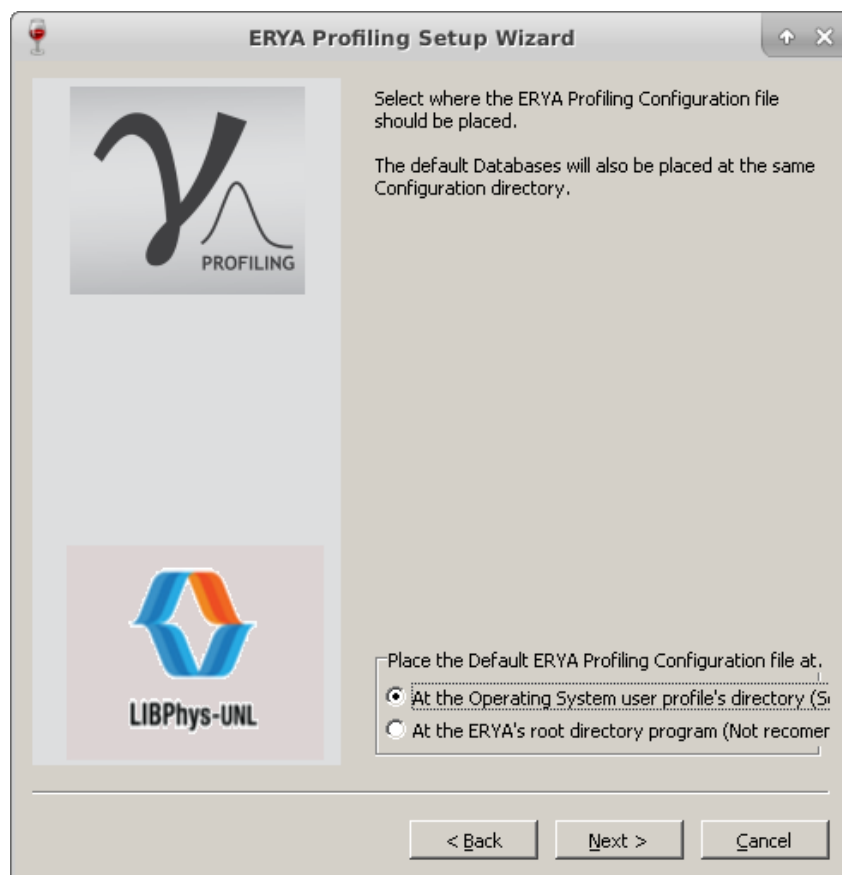 ERYA Profiling Setup Wizard
PROFILING
LIBPhys-UNL
Select where the ERYA Profiling Configuration file
should be placed.
The default Databases will also be placed at the same
Configuration directory.
Place the Default ERYA Profiling Configuration file at.
At the Operating System user profile's directory
At the ERYA's root directory program (Not recomer
< Back
Next >
Cancel